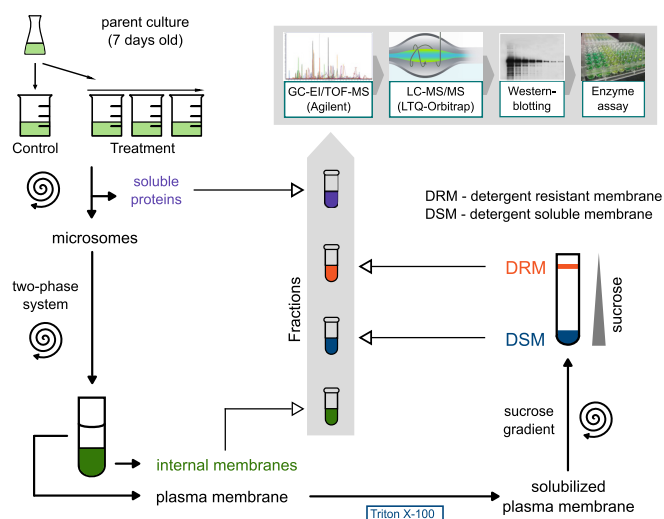 parent culture
(7 days old)
Control
Treatment
GC-EI/TOF-MS
(Agilent)
LC-MS/MS
(LTQ-Orbitrap)
Western-
blotting
Enzyme
assay
soluble
proteins
microsomes
two-phase
system
Fractions
DRM - detergent resistant membrane
DSM - detergent soluble membrane
DRM
DSM
sucrose
sucrose
gradient
internal membranes
plasma membrane
Triton X-100
solubilized
plasma membrane